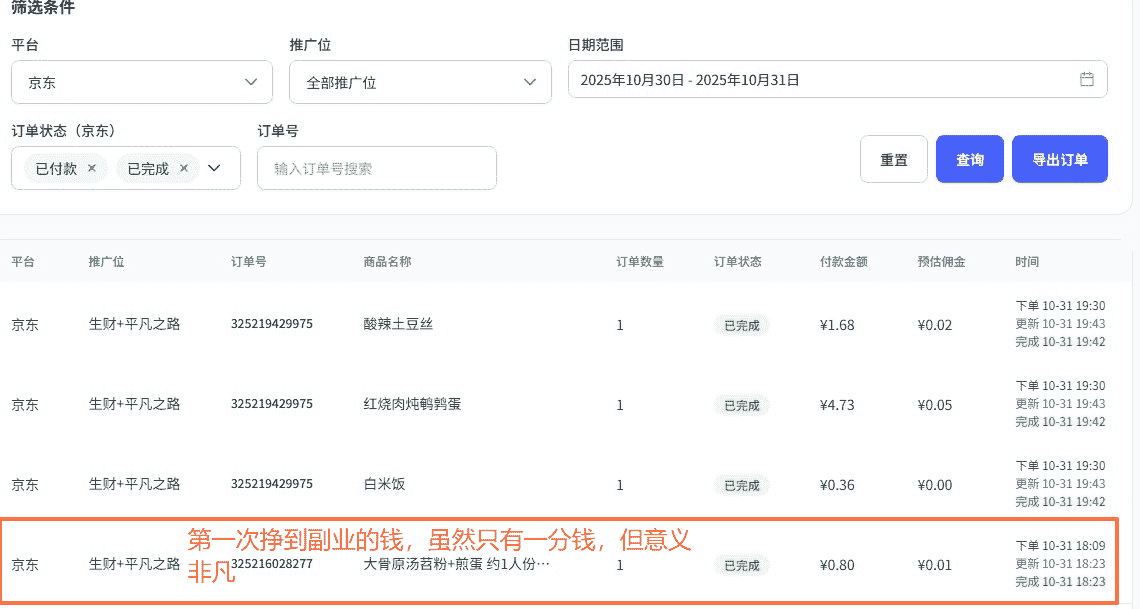 筛选条件
平台 推广位 日期范围
京东 全部推广位 2025年10月30日 - 2025年10月31日
订单状态（京东） 订单号
已付款 × 已完成 × 输入订单号搜索 重置 查询 导出订单
平台 推广位 订单号 商品名称 订单数量 订单状态 付款金额 预估佣金 时间
下单 10-31 19:30
京东 生财+平凡之路 325219429975 酸辣土豆丝 1 已完成 ¥1.68 ¥0.02 更新 10-31 19:43
完成 10-31 19:42
下单 10-31 19:30
京东 生财+平凡之路 325219429975 红烧肉炖鹌鹑蛋 1 已完成 ¥4.73 ¥0.05 更新 10-31 19:43
完成 10-31 19:42
下单 10-31 19:30
京东 生财+平凡之路 325219429975 白米饭 1 已完成 ¥0.36 ¥0.00 更新 10-31 19:43
完成 10-31 19:42
第一次挣到副业的钱，虽然只有一分钱，但意义
非凡
下单 10-31 18:09
京东 生财+平凡之路 325216028277 大骨原汤苕粉+煎蛋 约1人份… 1 已完成 ¥0.80 ¥0.01 更新 10-31 18:23
完成 10-31 18:23